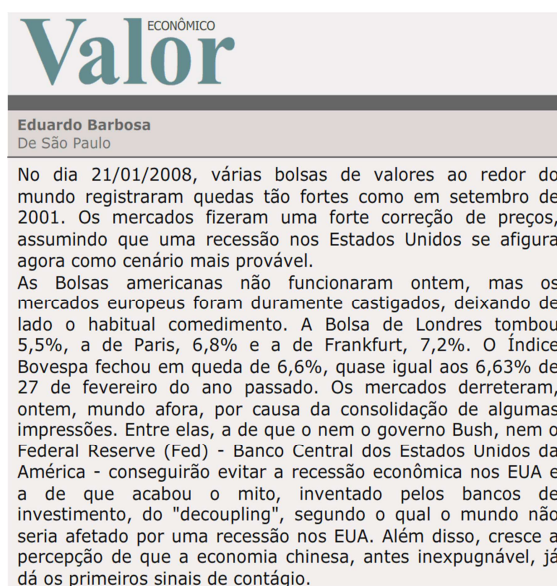 Valor
ECONÔMICO
Eduardo Barbosa
De São Paulo
No dia 21/01/2008, várias bolsas de valores ao redor do
mundo registraram quedas tão fortes como em setembro de
2001. Os mercados fizeram uma forte correção de preços,
assumindo que uma recessão nos Estados Unidos se afigura
agora como cenário mais provável.
As Bolsas americanas não funcionaram ontem, mas os
mercados europeus foram duramente castigados, deixando de
lado o habitual comedimento. A Bolsa de Londres tombou
5,5%, a de Paris, 6,8% e a de Frankfurt, 7,2%. O Índice
Bovespa fechou em queda de 6,6%, quase igual aos 6,63% de
27 de fevereiro do ano passado. Os mercados derreteram,
ontem, mundo afora, por causa da consolidação de algumas
impressões. Entre elas, a de que o nem o governo Bush, nem o
Federal Reserve (Fed) - Banco Central dos Estados Unidos da
América - conseguirão evitar a recessão econômica nos EUA e
a de que acabou o mito, inventado pelos bancos de
investimento, do "decoupling", segundo o qual o mundo não
seria afetado por uma recessão nos EUA. Além disso, cresce a
percepção de que a economia chinesa, antes inexpugnável, já
dá os primeiros sinais de contágio.